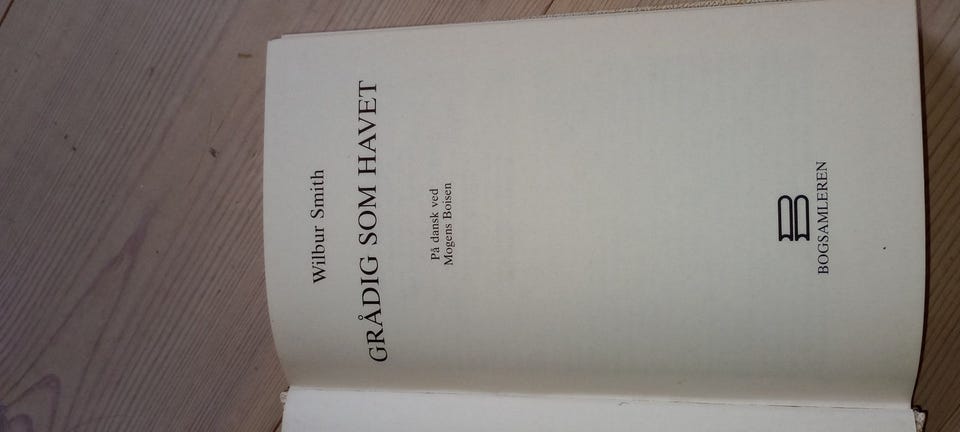 Wilbur Smith
GRÅDIG SOM HAVET
På dansk ved
Mogens Boisen
BOGSAMLEREN